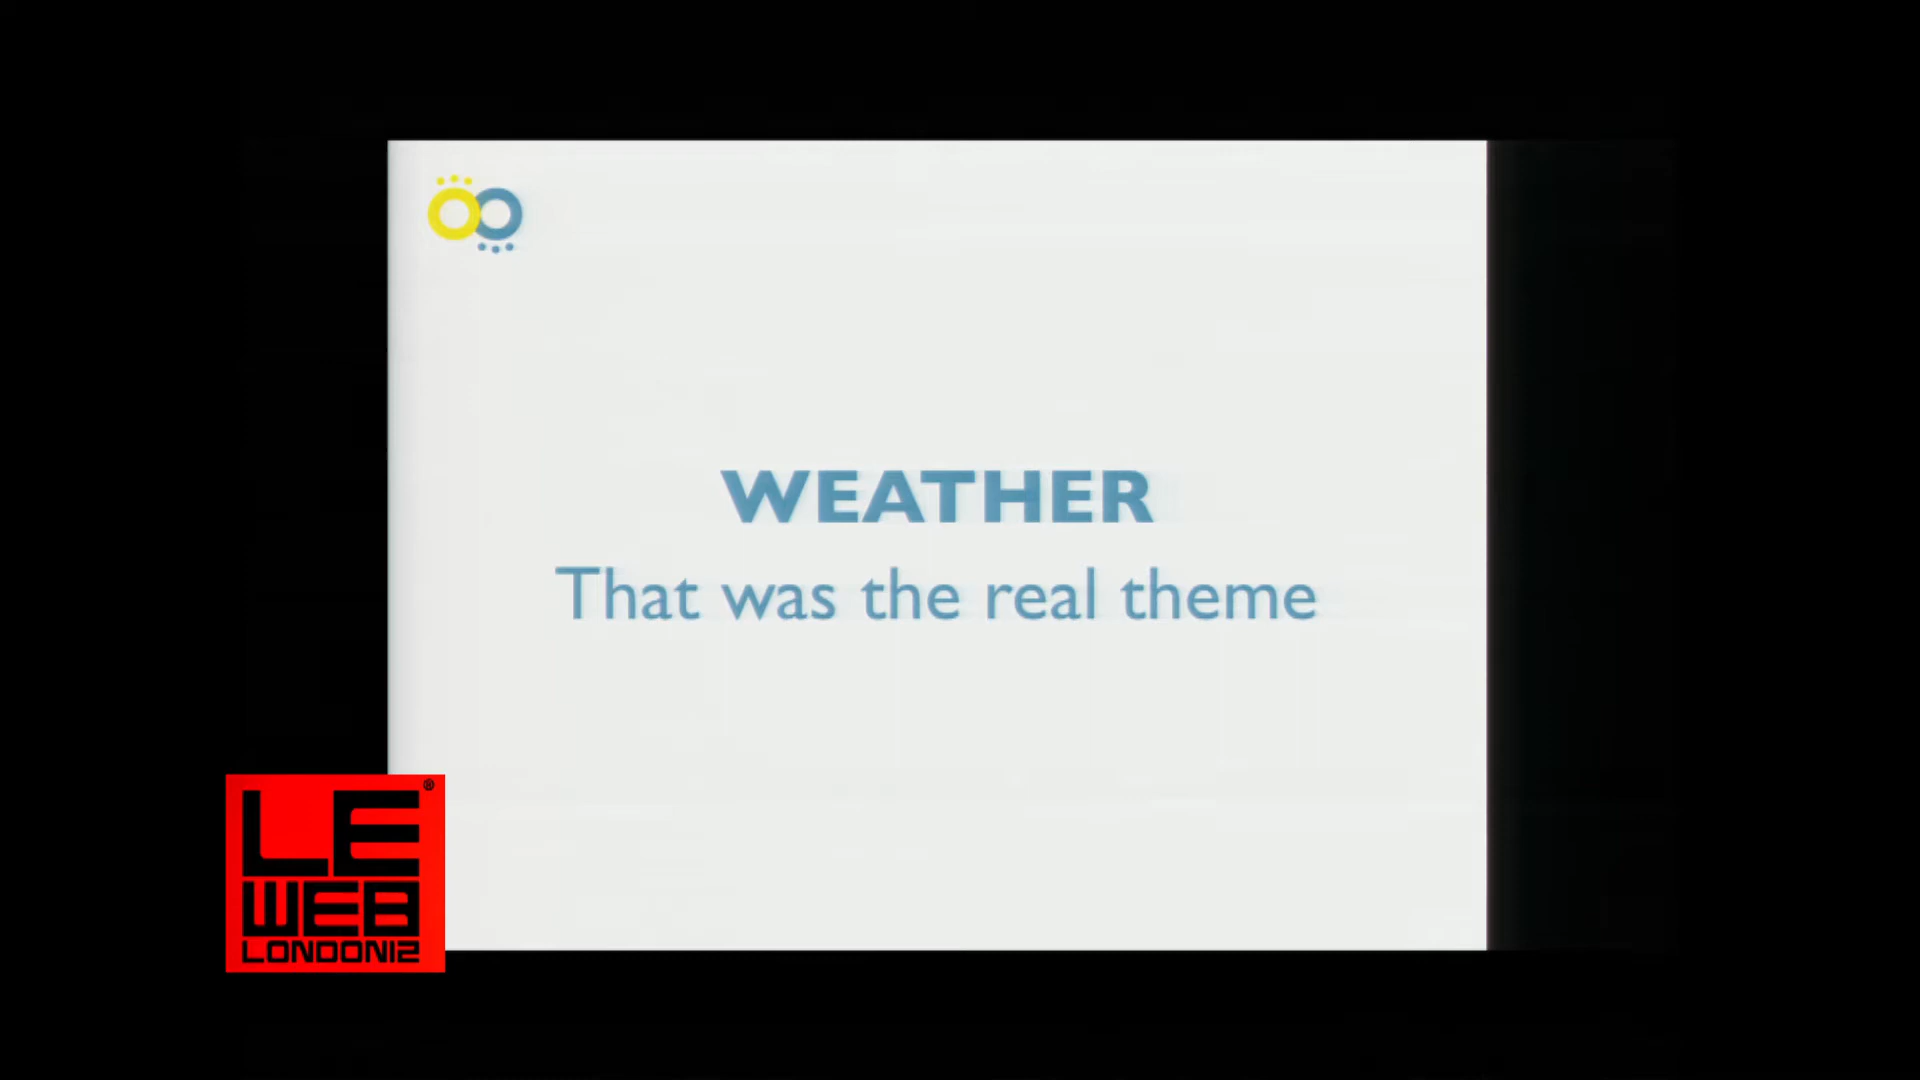 WEATHER
That was the real theme
LE
WEB
LONDON12
®